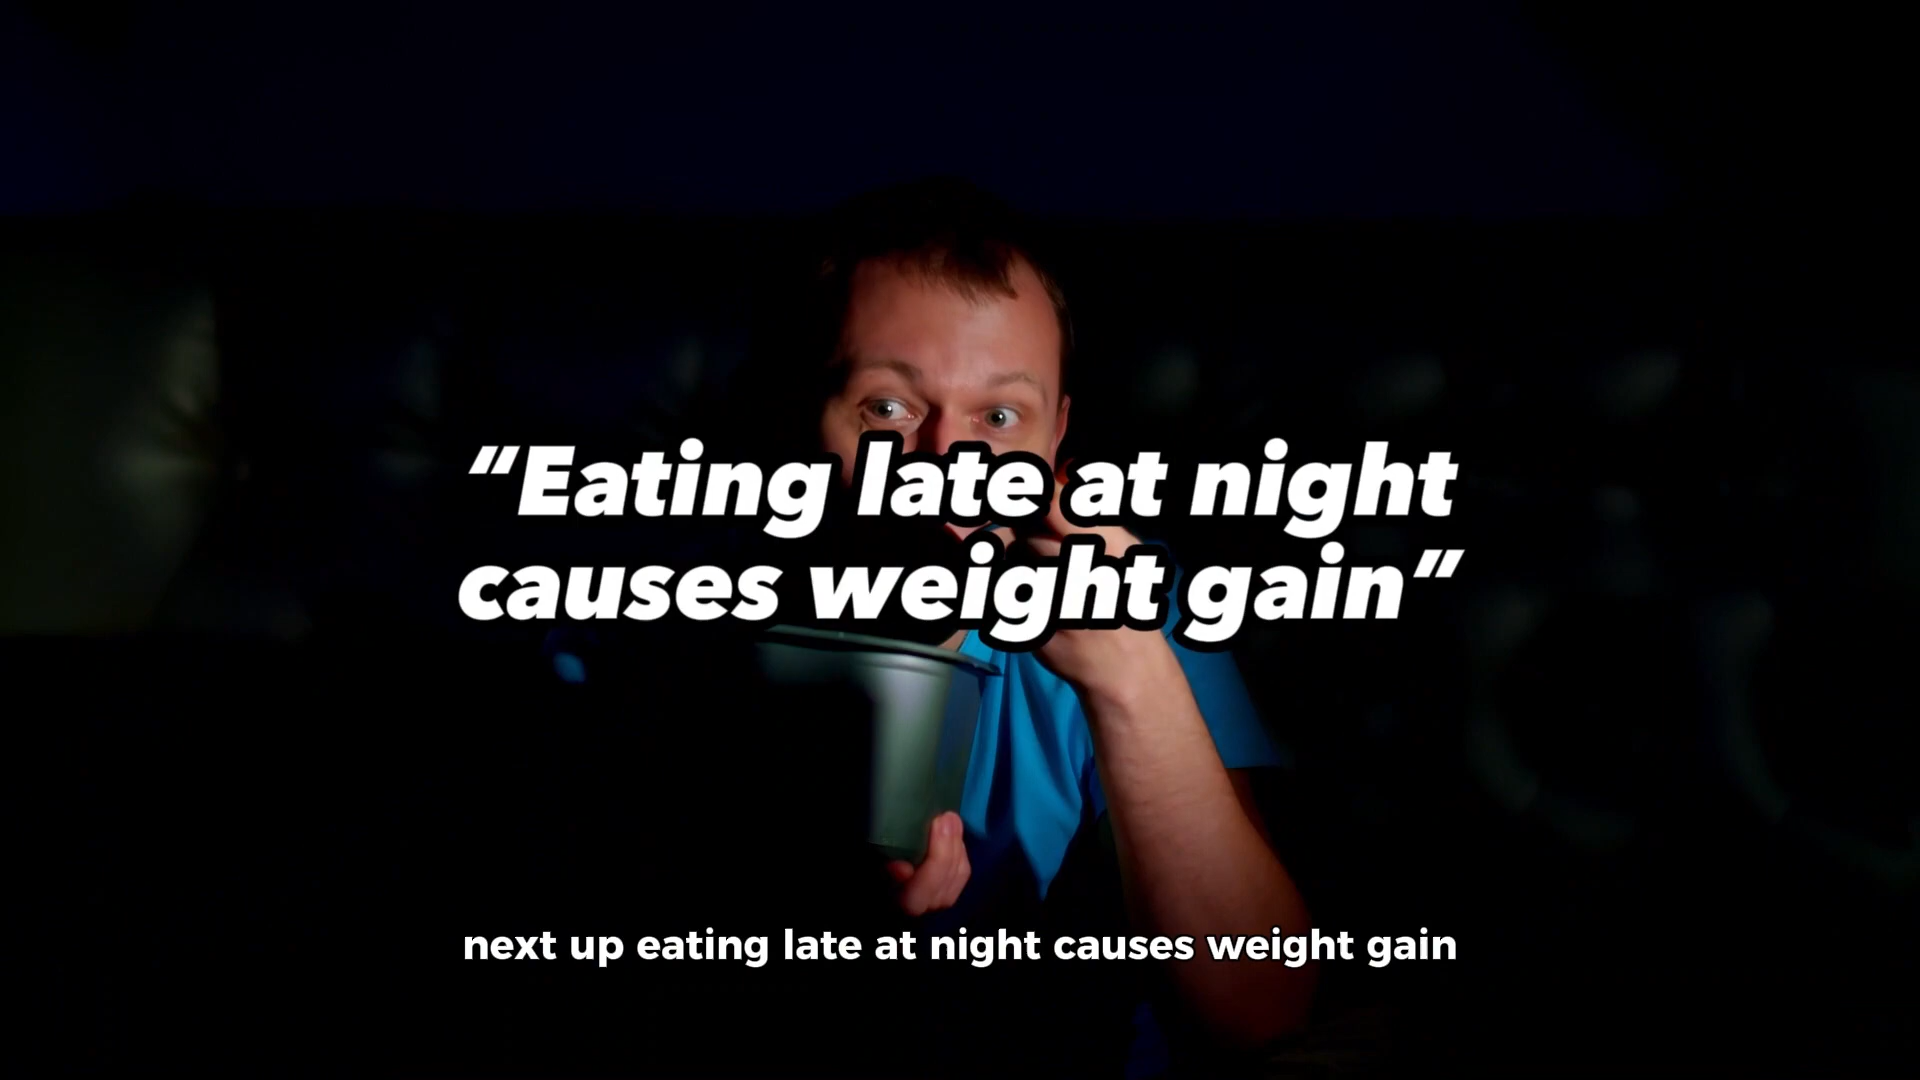 “Eating late at night
causes weight gain”
next up eating late at night causes weight gain